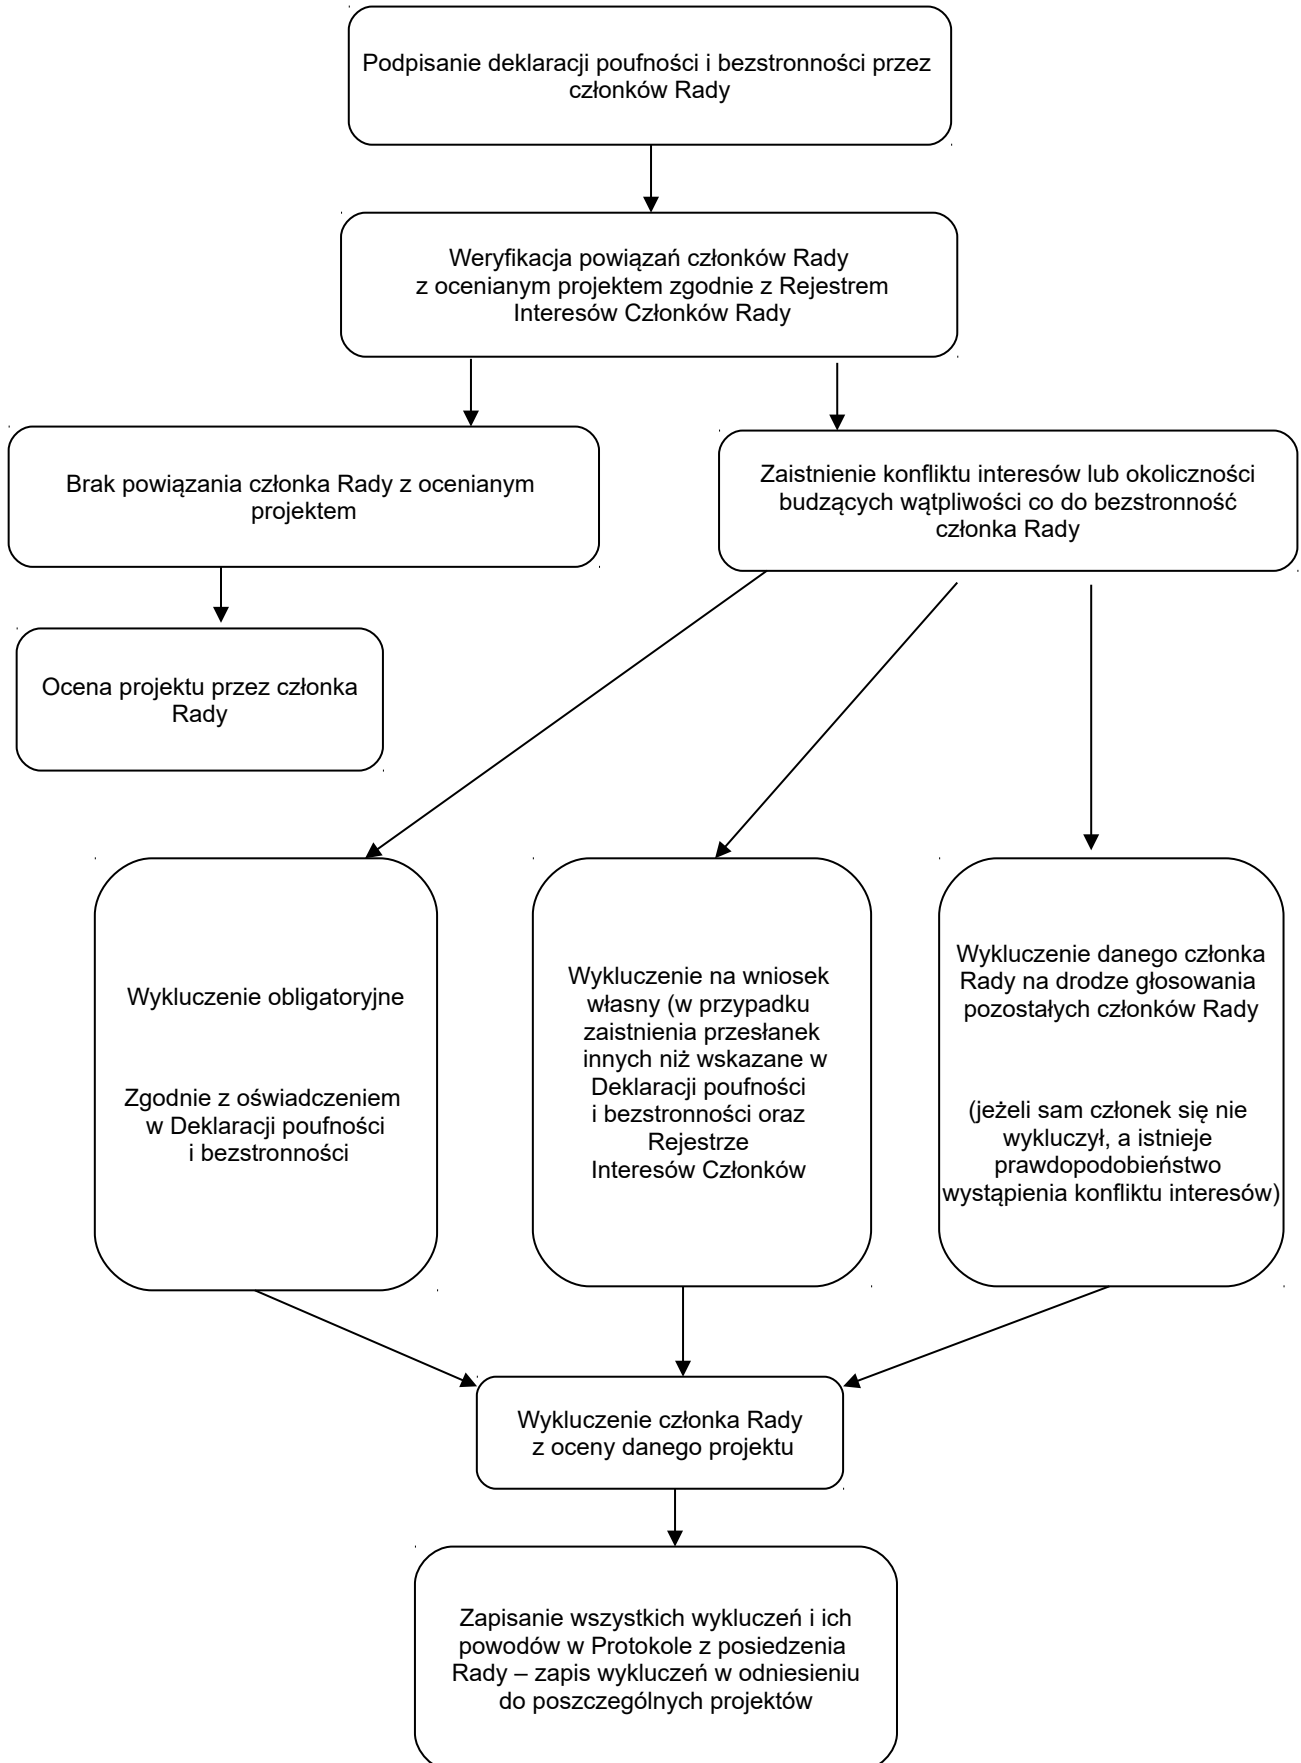 Podpisanie deklaracji poufności i bezstronności przez
członków Rady
Weryfikacja powiązań członków Rady
z ocenianym projektem zgodnie z Rejestrem
Interesów Członków Rady
Brak powiązania członka Rady z ocenianym
projektem
Zaistnienie konfliktu interesów lub okoliczności
budzących wątpliwości co do bezstronność
członka Rady
Ocena projektu przez członka
Rady
Wykluczenie obligatoryjne
Zgodnie z oświadczeniem
w Deklaracji poufności
i bezstronności
Wykluczenie na wniosek
własny (w przypadku
zaistnienia przesłanek
innych niż wskazane w
Deklaracji poufności
i bezstronności oraz
Rejestrze
Interesów Członków
Wykluczenie danego członka
Rady na drodze głosowania
pozostałych członków Rady
(jeżeli sam członek się nie
wykluczył, a istnieje
prawdopodobieństwo
wystąpienia konfliktu interesów)
Wykluczenie członka Rady
z oceny danego projektu
Zapisanie wszystkich wykluczeń i ich
powodów w Protokole z posiedzenia
Rady – zapis wykluczeń w odniesieniu
do poszczególnych projektów